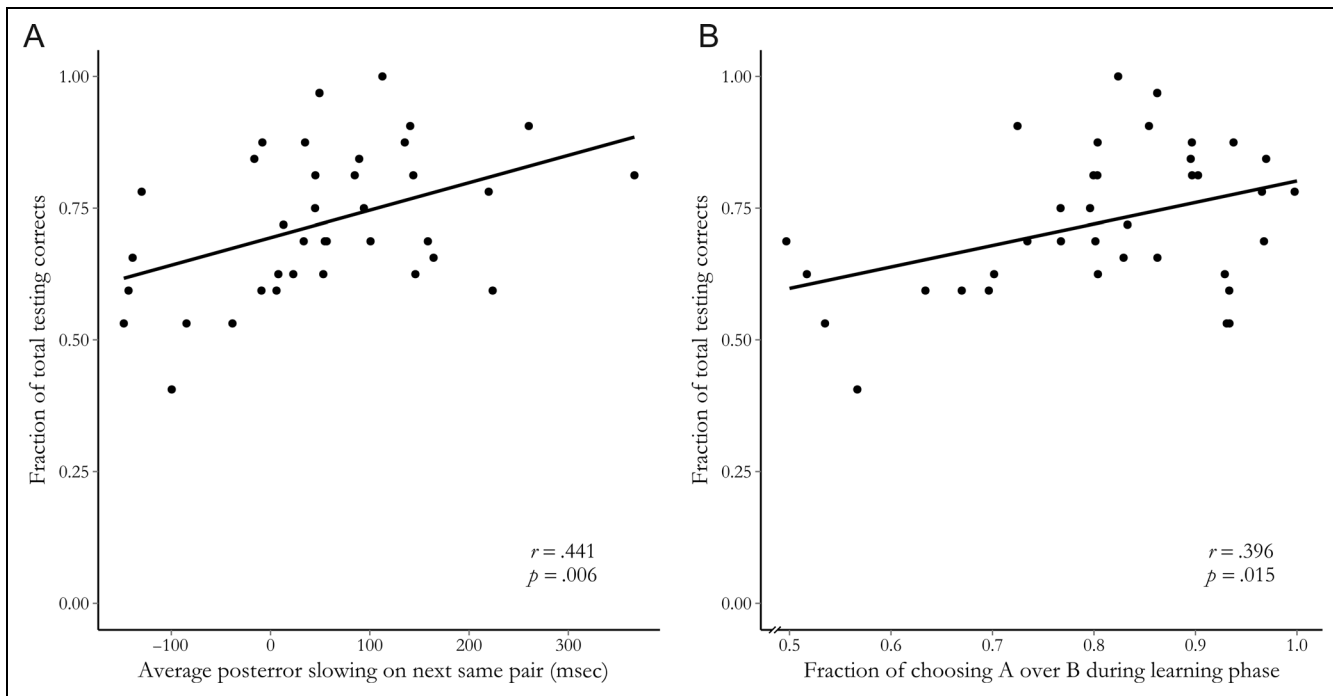 A
1.00
0.75
0.50
0.25
0.00
Fraction of total testing corrects
r = .441
p = .006
−100 0 100 200 300
Average posterror slowing on next same pair (msec)
B
1.00
0.75
0.50
0.25
0.00
Fraction of total testing corrects
r = .396
p = .015
0.5 0.6 0.7 0.8 0.9 1.0
Fraction of choosing A over B during learning phase